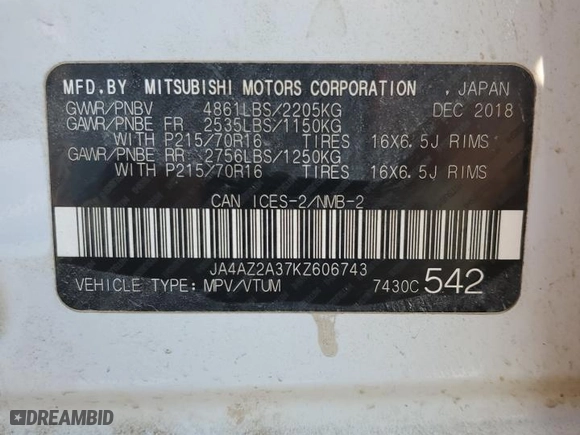 MFD.BY MITSUBISHI MOTORS CORPORATION , JAPAN
GVWR/PNBV 4861LBS/2205KG DEC 2018
GAWR/PNBE FR 2535LBS/1150KG
WITH P215/70R16 TIRES 16X6.5J RIMS
GAWR/PNBE RR 2756LBS/1250KG
WITH P215/70R16 TIRES 16X6.5J RIMS
CAN ICES-2/NMB-2
JA4AZ2A37KZ606743
VEHICLE TYPE: MPV/VTUM 7430C 542
DREAMBID